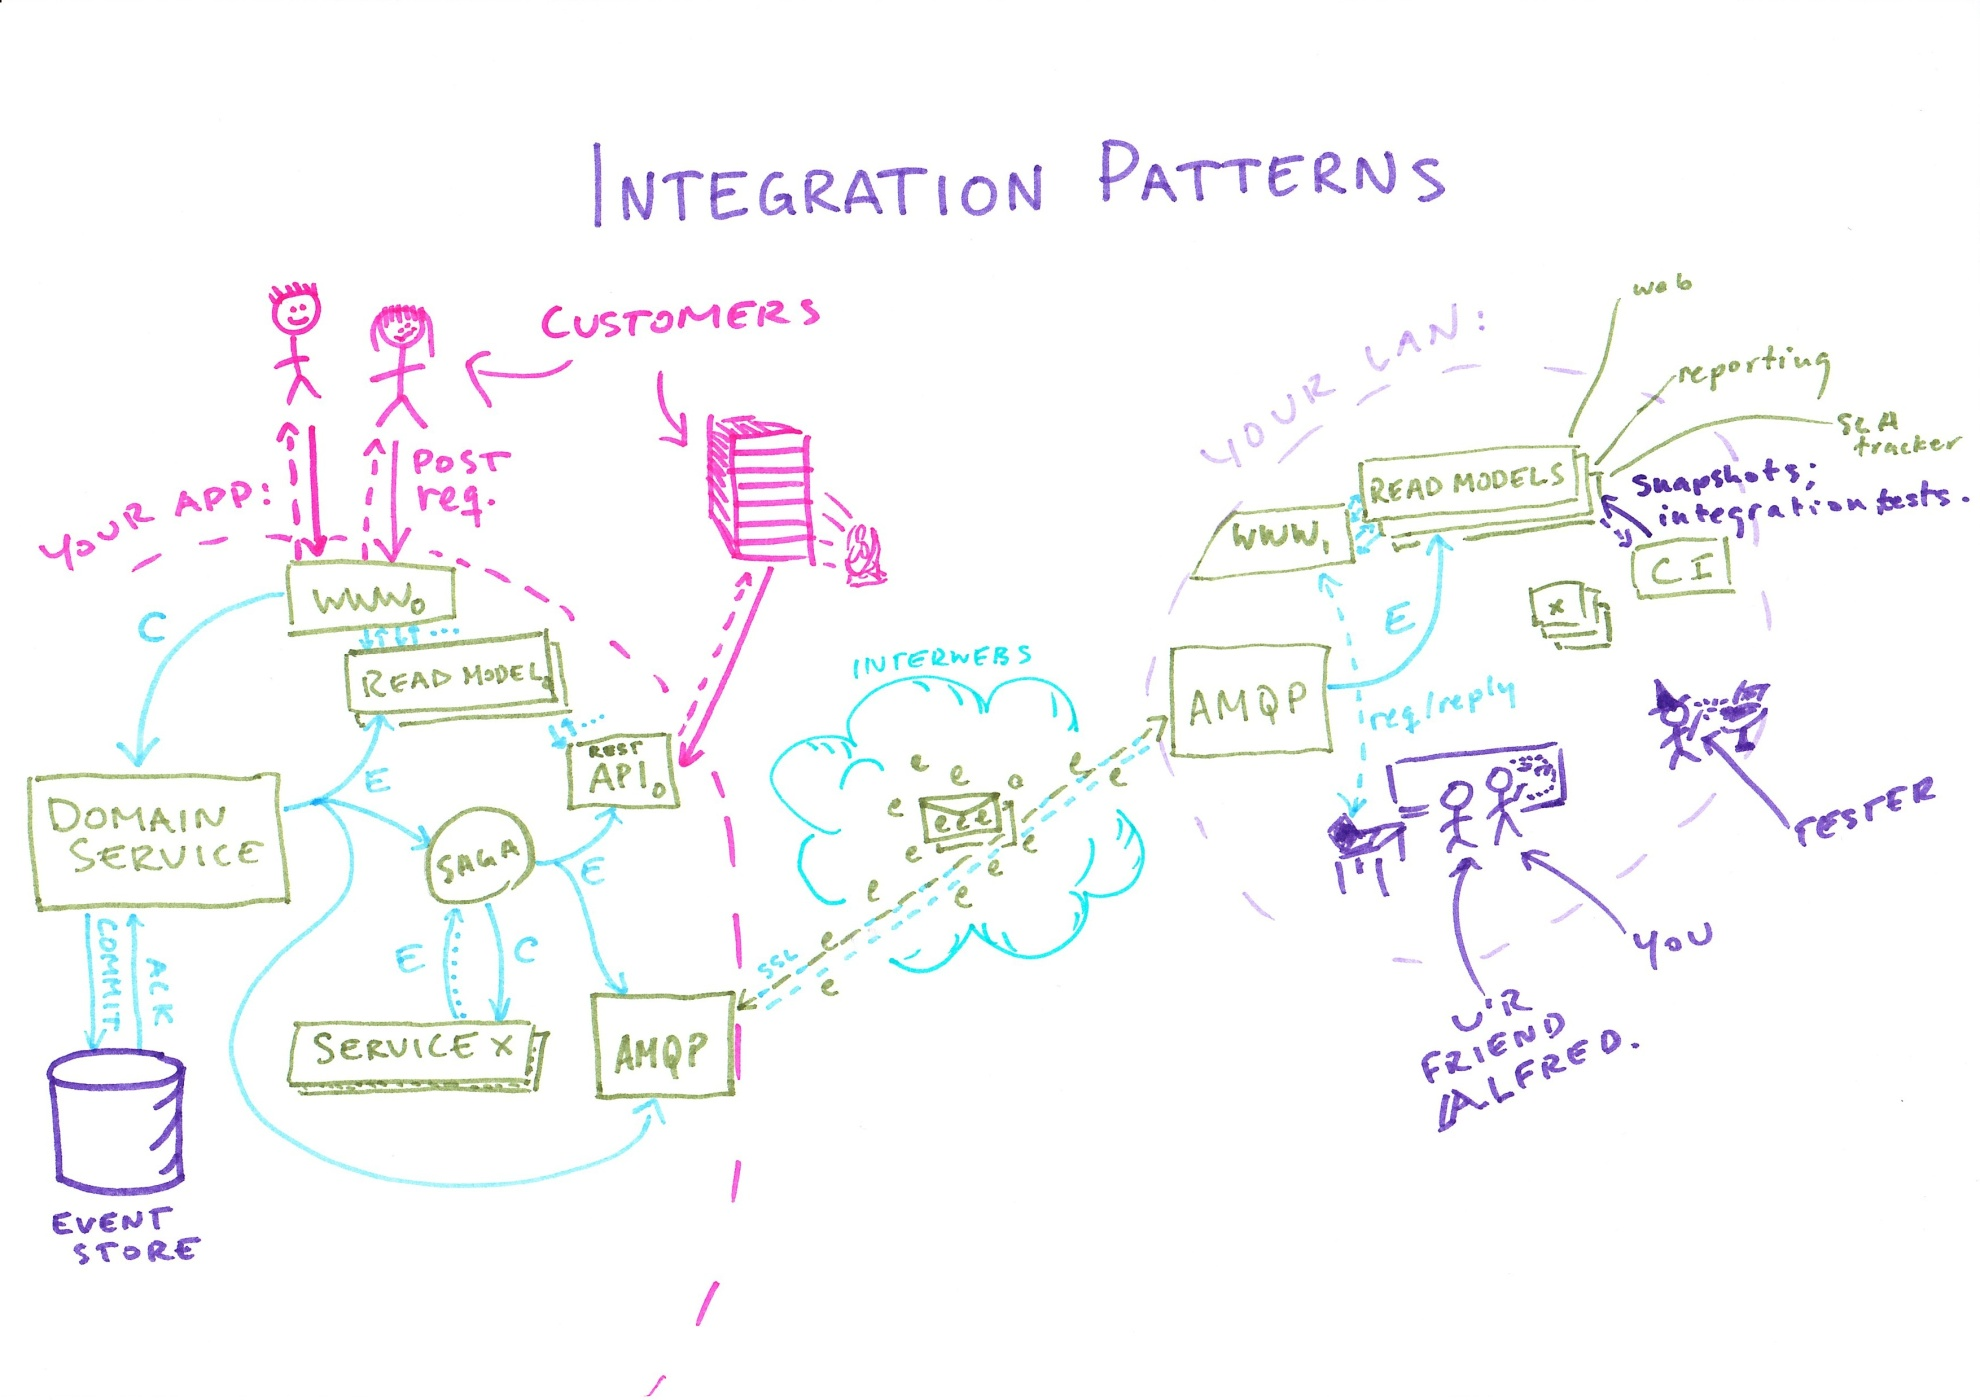 INTEGRATION PATTERNS
CUSTOMERS
POST
req.
YOUR APP:
WWW0
C
READ MODEL
REST
API0
E
DOMAIN
SERVICE
SAGA
E
E
C
COMMIT
ACK
SERVICE X
AMQP
EVENT
STORE
INTERWEBS
e
e
e
e e e
e
e
e
e
e
e
e
e
e
e
SSL
YOUR LAN:
web
reporting
SLA
tracker
READ MODELS
Snapshots;
integration tests.
WWW1
CI
x
E
AMQP
req/reply
TESTER
YOU
U'R
FRIEND
ALFRED.